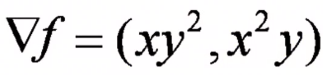 ∇f = (xy², x²y)